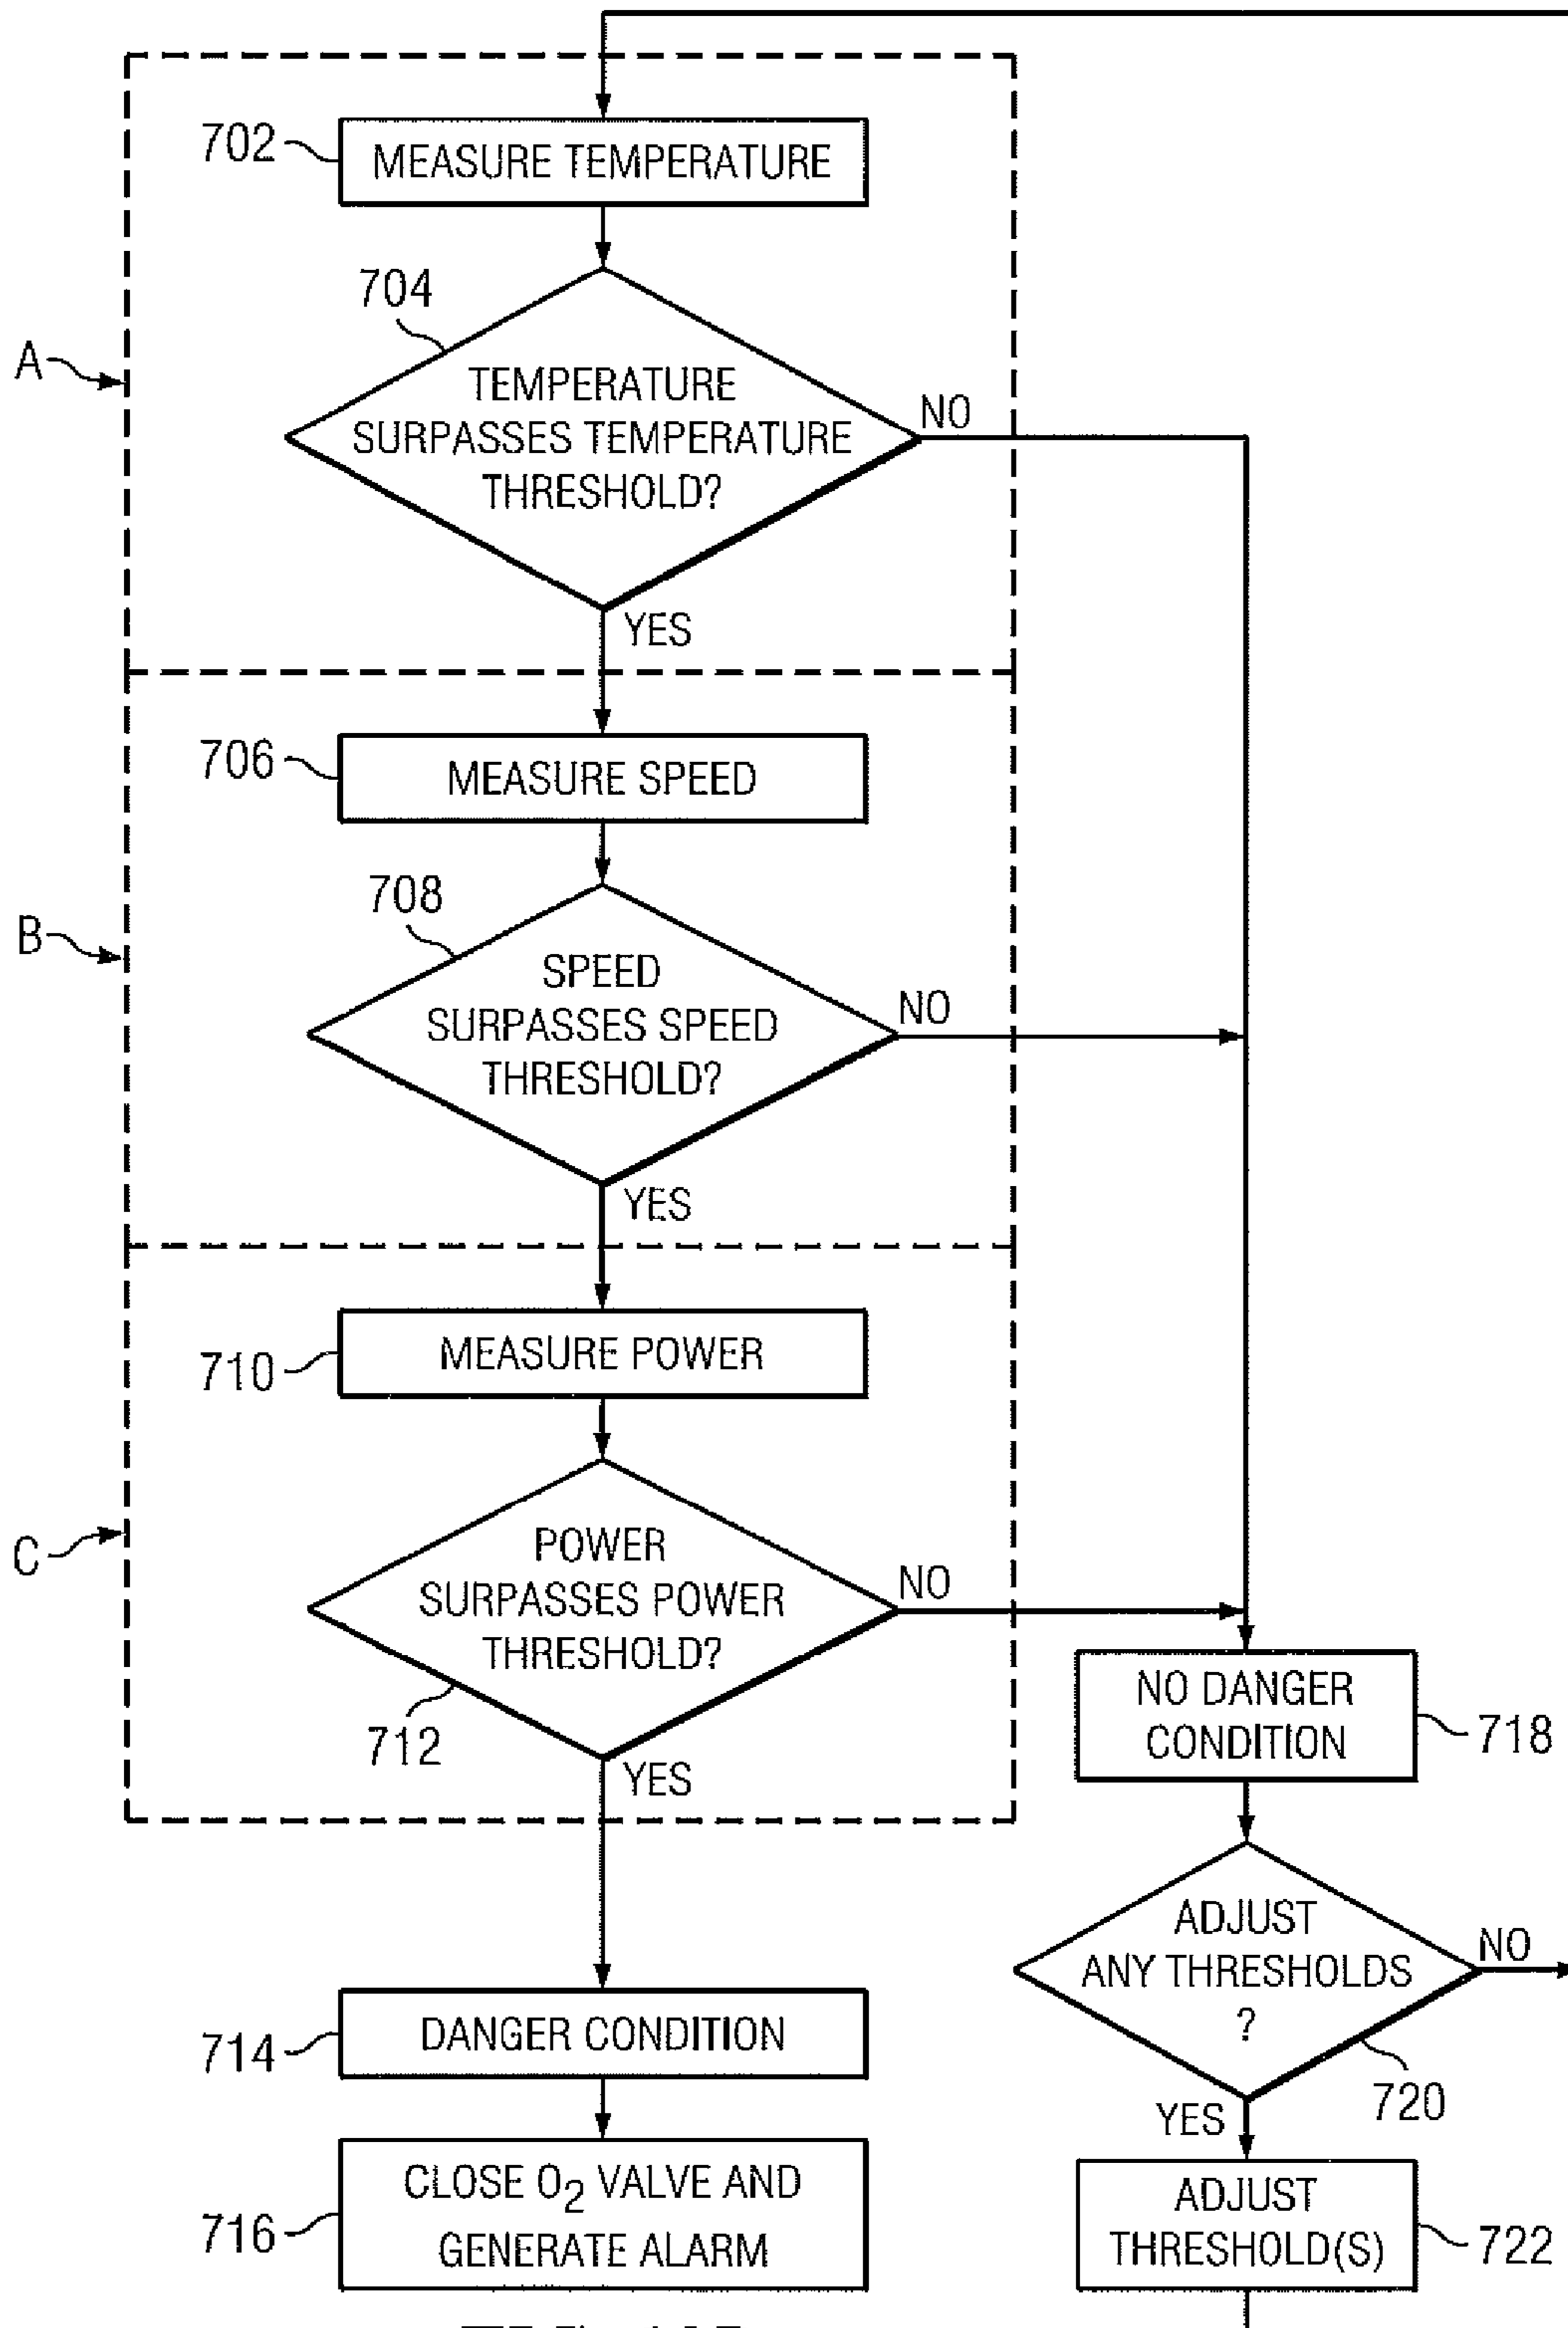 702
MEASURE TEMPERATURE
704
A
TEMPERATURE
SURPASSES TEMPERATURE
THRESHOLD?
NO
YES
706
MEASURE SPEED
708
B
SPEED
SURPASSES SPEED
THRESHOLD?
NO
YES
710
MEASURE POWER
C
POWER
SURPASSES POWER
THRESHOLD?
NO
712
YES
NO DANGER
CONDITION
718
ADJUST
ANY THRESHOLDS
?
NO
720
YES
714
DANGER CONDITION
716
CLOSE O₂ VALVE AND
GENERATE ALARM
ADJUST
THRESHOLD(S)
722